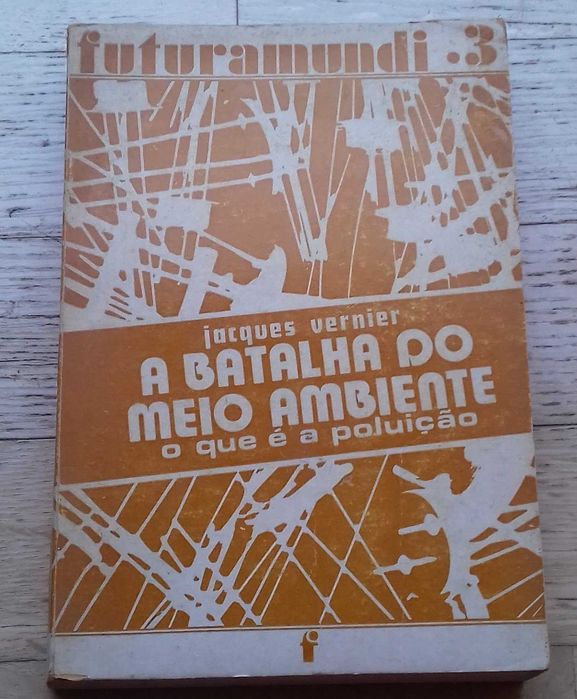 futuramundi .3
jacques vernier
A BATALHA DO
MEIO AMBIENTE
o que é a poluição
f